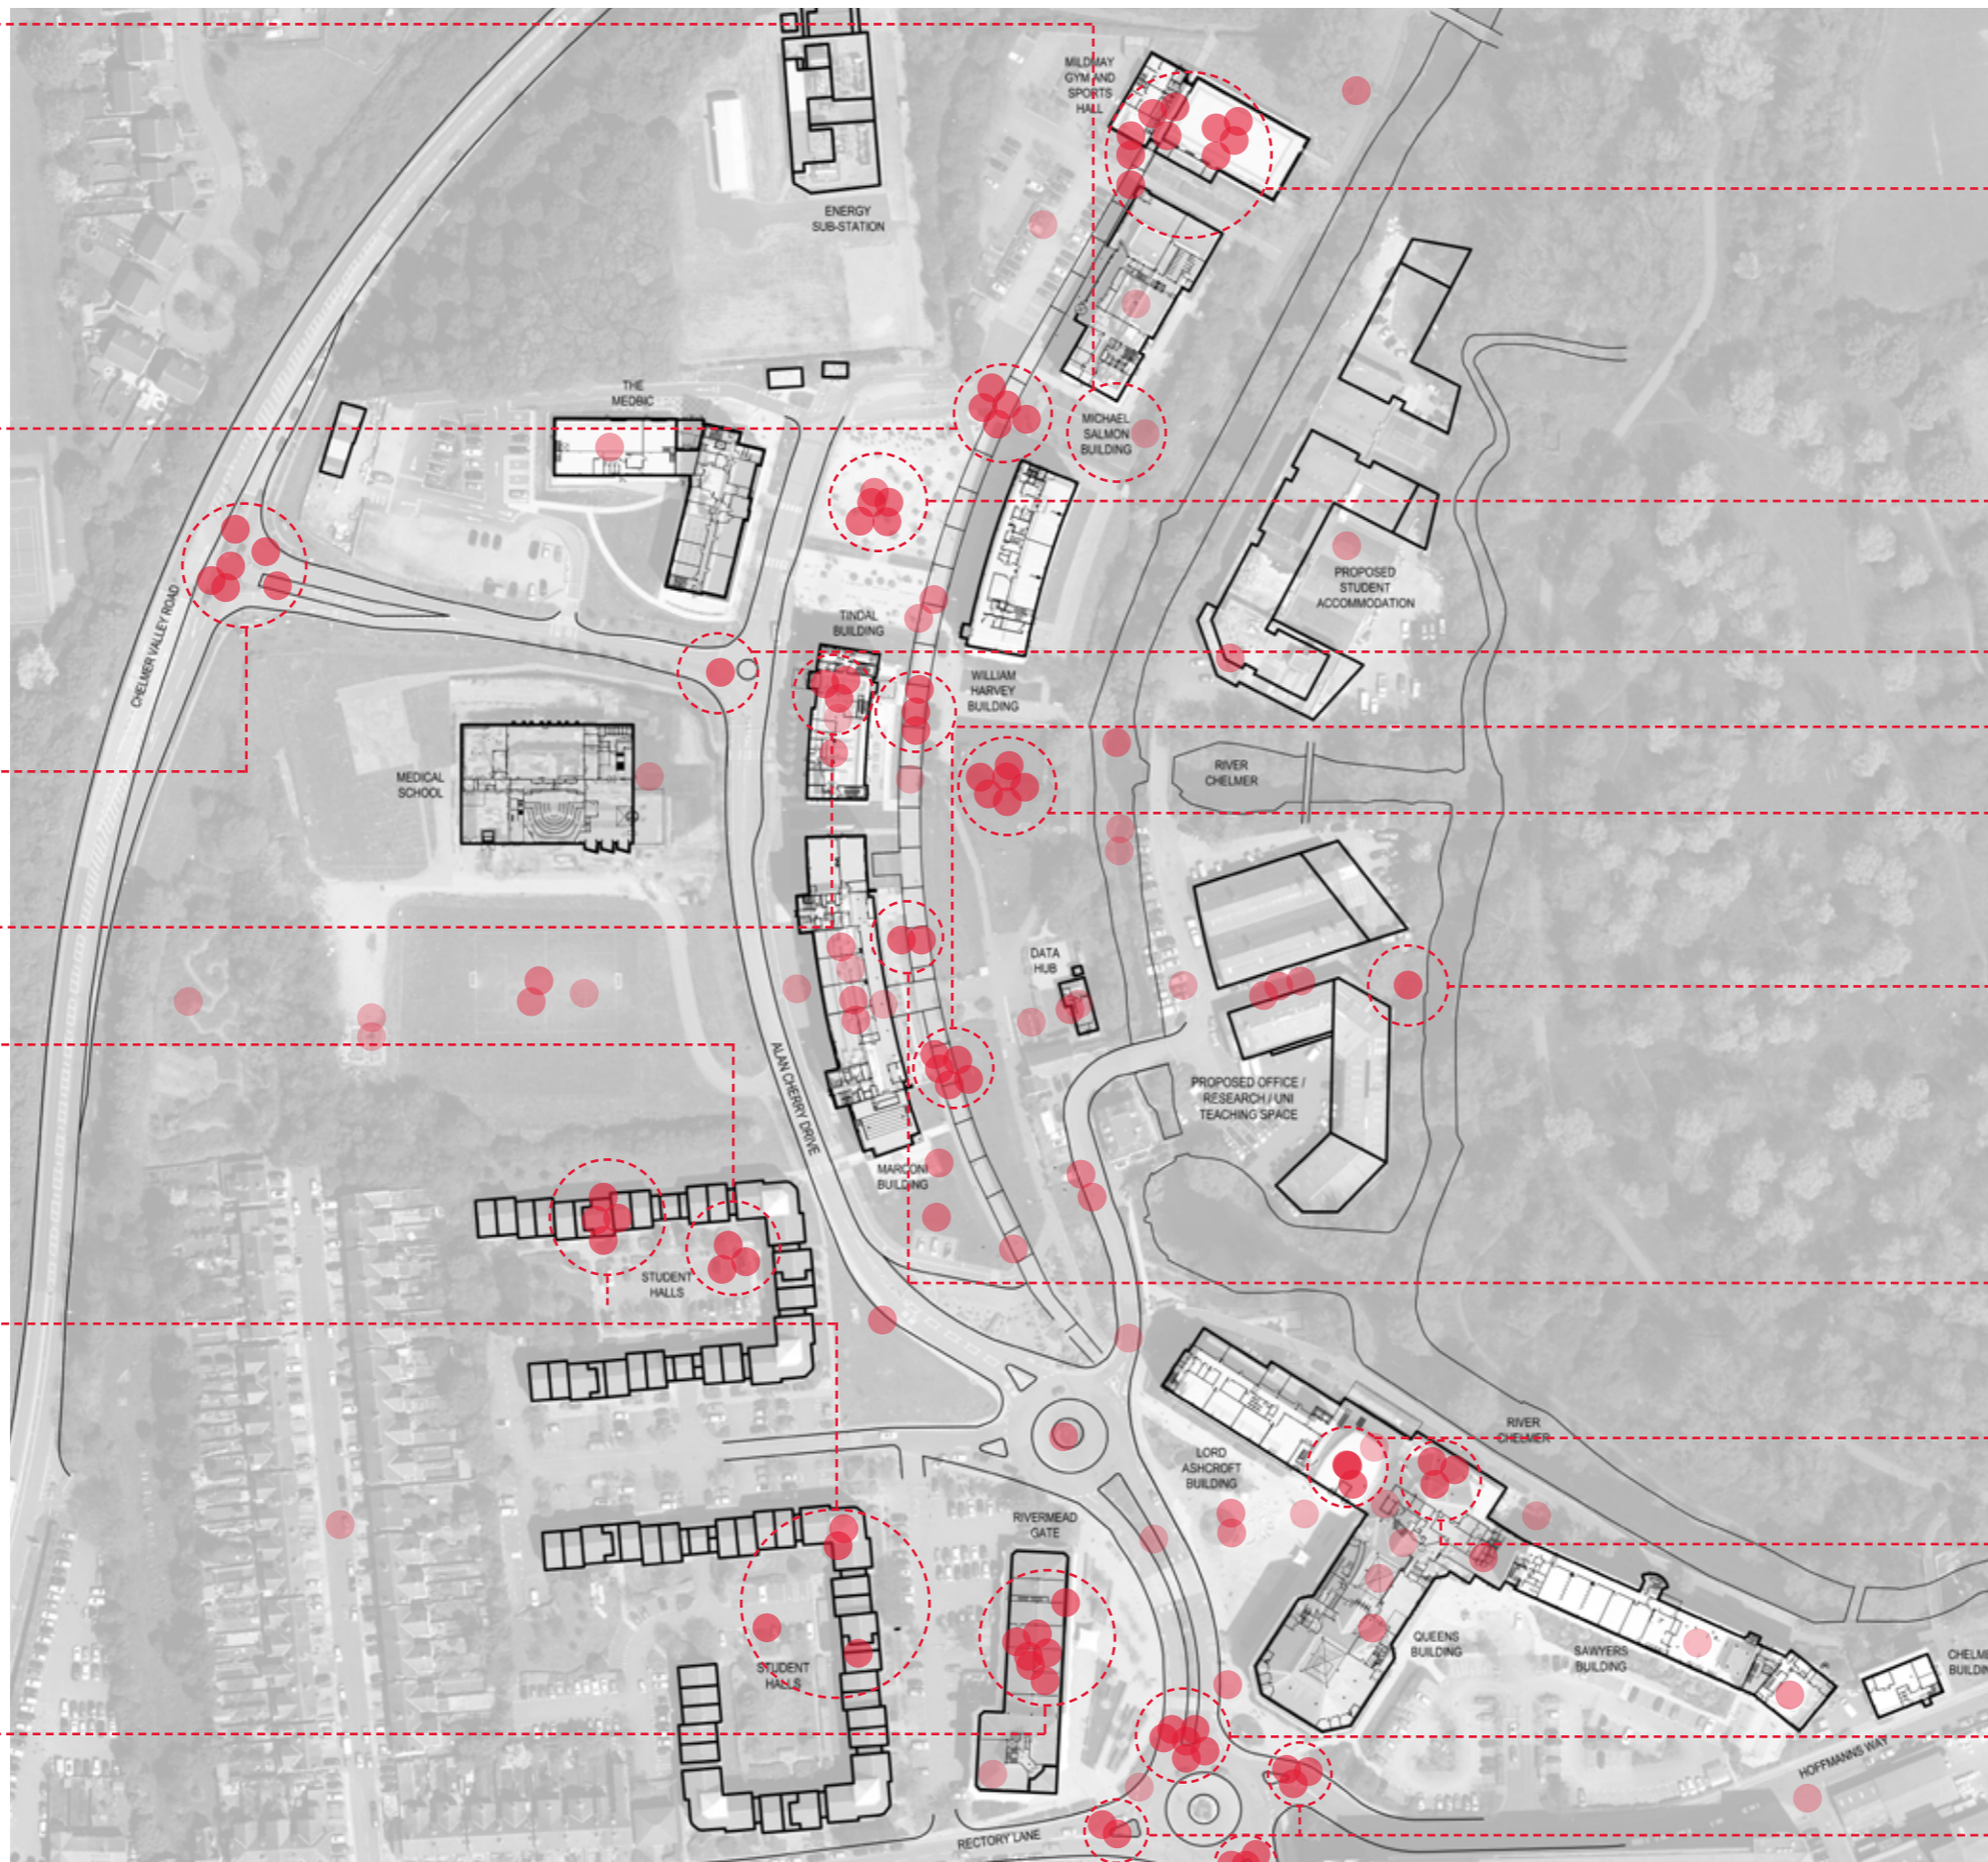 MILDMAY
GYM AND
SPORTS
HALL
ENERGY
SUB-STATION
THE
MEDBIC
MICHAEL
SALMON
BUILDING
PROPOSED
STUDENT
ACCOMMODATION
CHELMER VALLEY ROAD
TINDAL
BUILDING
WILLIAM
HARVEY
BUILDING
MEDICAL
SCHOOL
RIVER
CHELMER
DATA
HUB
ALAN CHERRY DRIVE
PROPOSED OFFICE /
RESEARCH / UNI
TEACHING SPACE
MARCONI
BUILDING
STUDENT
HALLS
RIVER
CHELMER
LORD
ASHCROFT
BUILDING
RIVERMEAD
GATE
QUEENS
BUILDING
SAWYERS
BUILDING
STUDENT
HALLS
HOFFMANNS WAY
RECTORY LANE